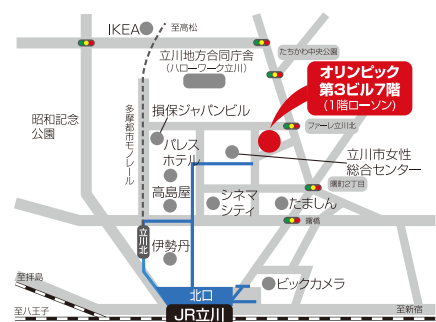 IKEA
至高松
立川地方合同庁舎
(ハローワーク立川)
たちかわ中央公園
オリンピック
第3ビル7階
(1階ローソン)
昭和記念
公園
多摩都市モノレール
損保ジャパンビル
ファーレ立川北
パレス
ホテル
立川市女性
総合センター
高島屋
シネマ
シティ
曙町2丁目
たましん
曙橋
立川北
伊勢丹
至拝島
北口
ビックカメラ
至八王子
JR立川
至新宿